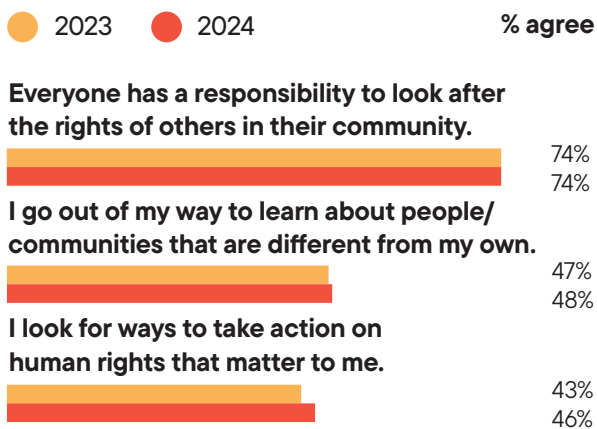 2023 2024 % agree
Everyone has a responsibility to look after
the rights of others in their community.
74%
74%
I go out of my way to learn about people/
communities that are different from my own.
47%
48%
I look for ways to take action on
human rights that matter to me.
43%
46%